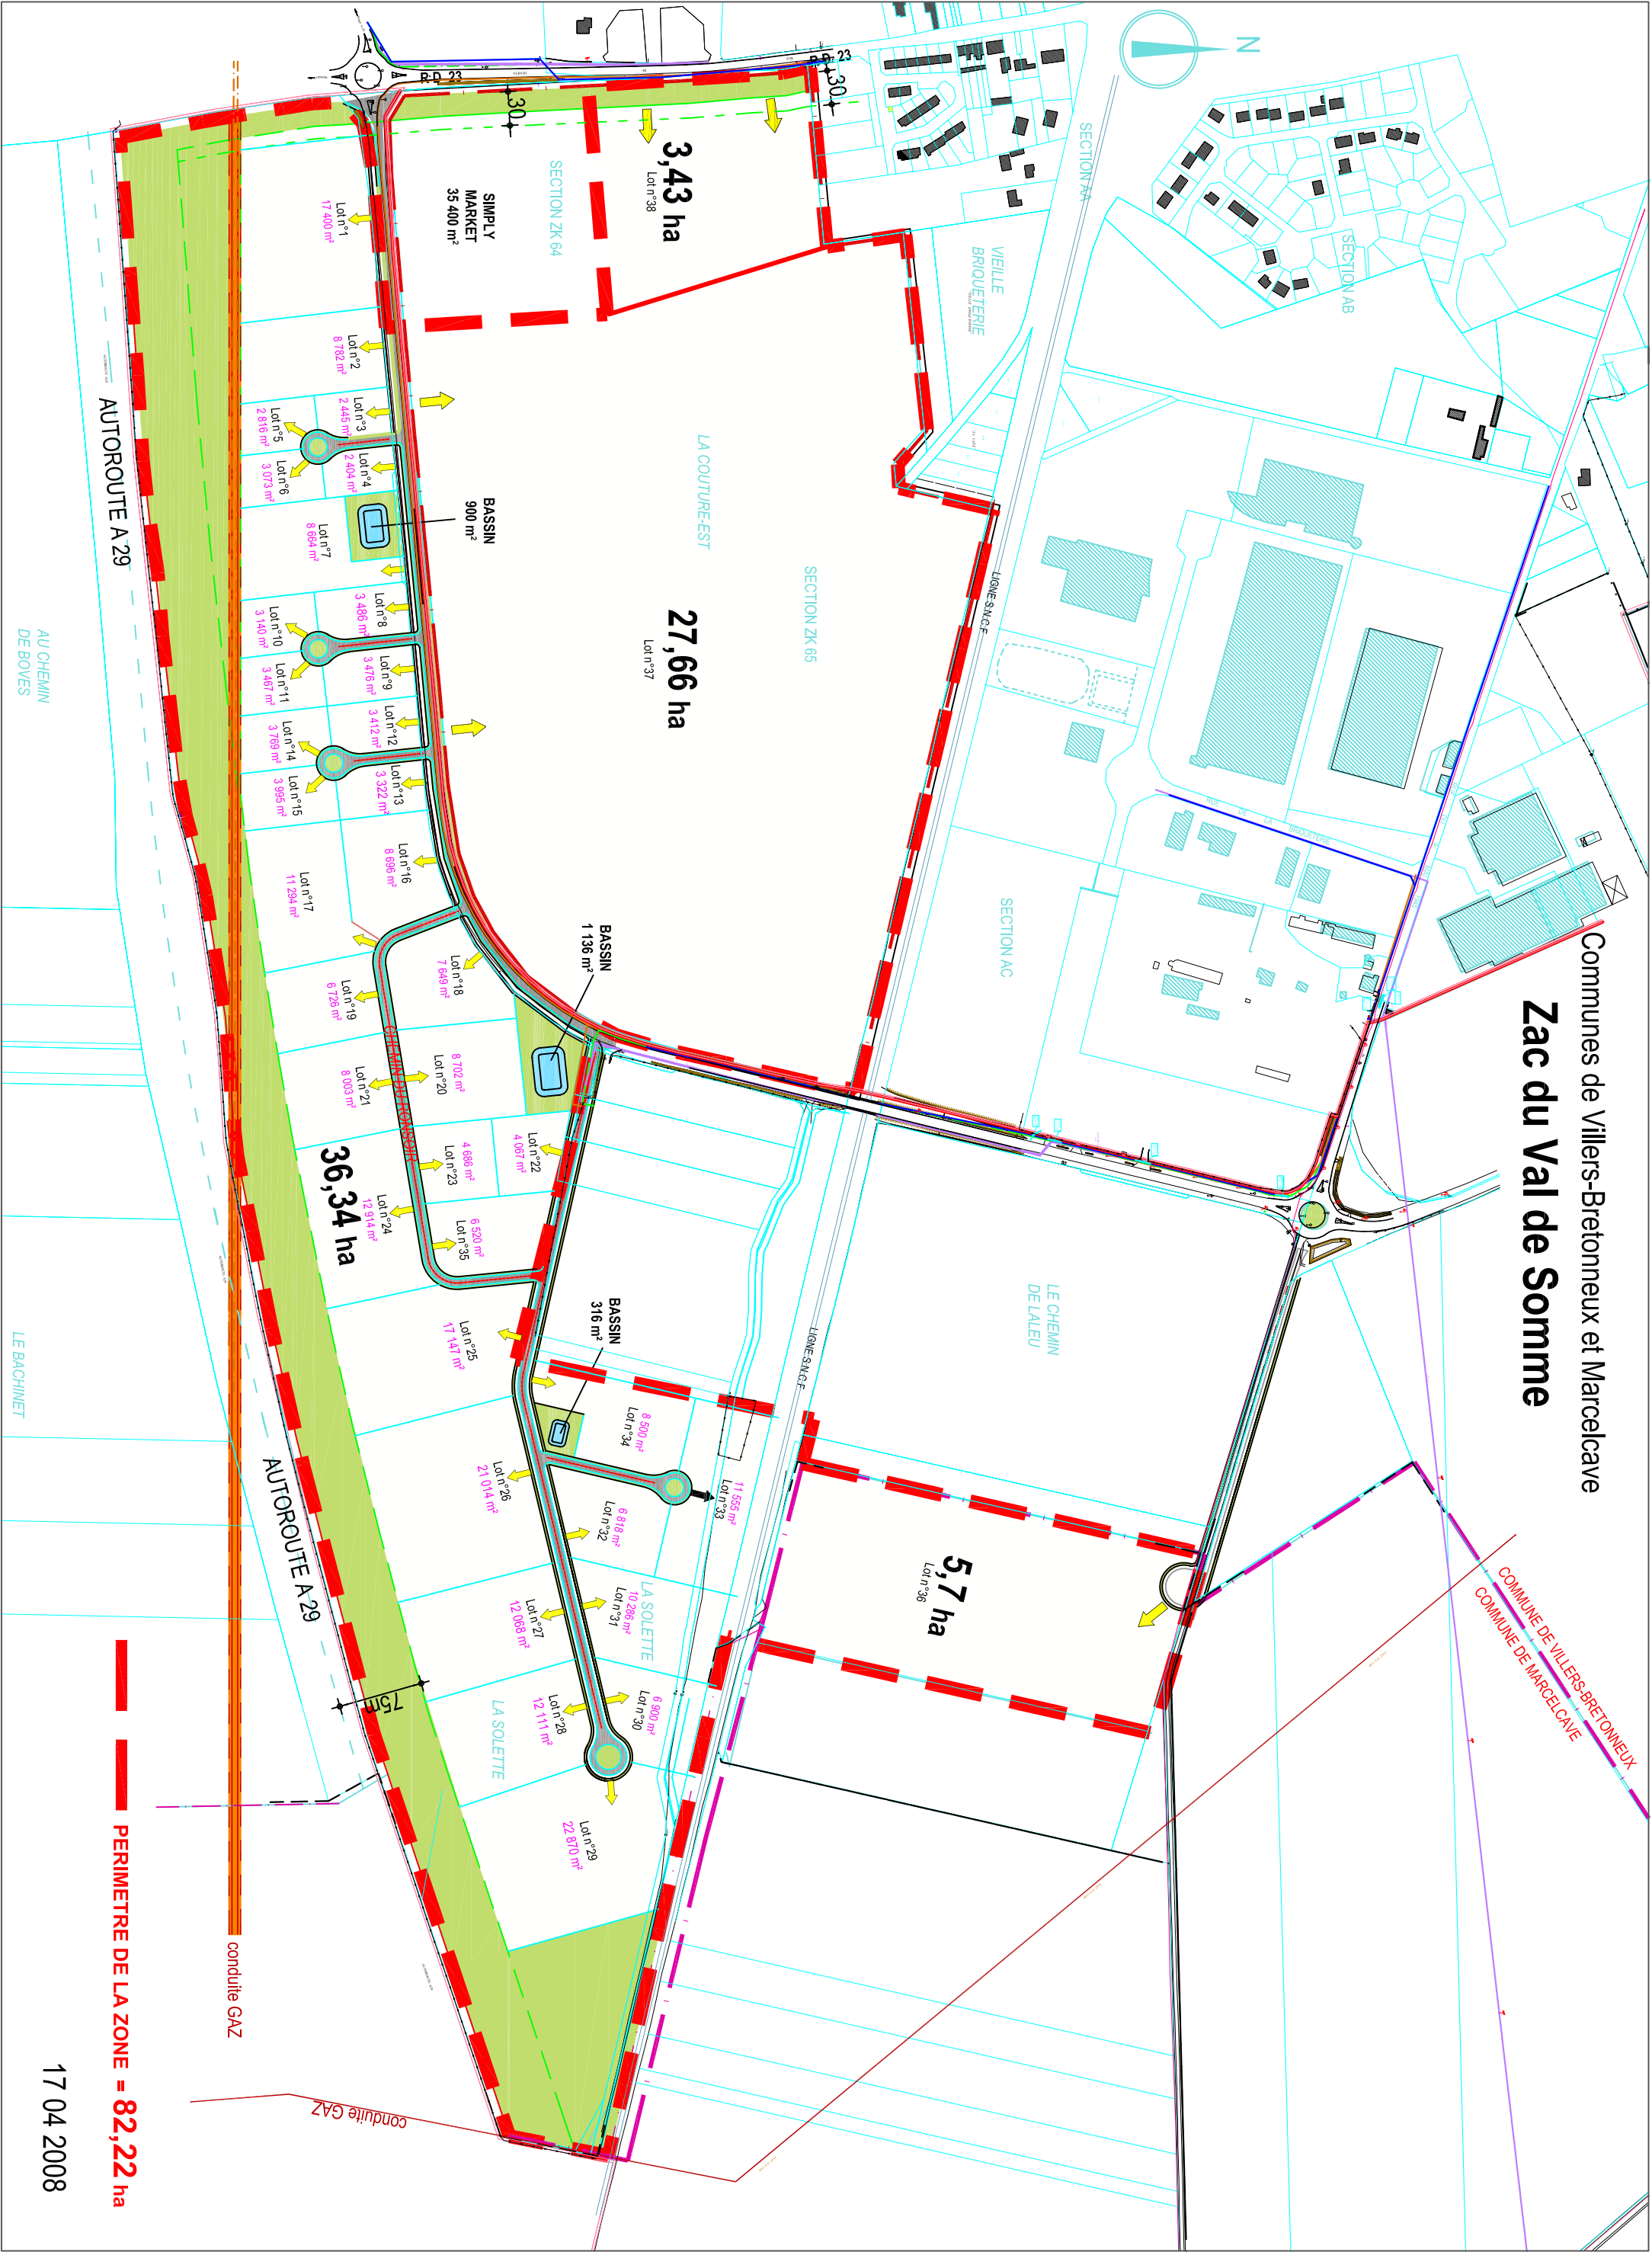 Communes de Villers-Bretonneux et Marcelcave
Zac du Val de Somme
N
SECTION AA
SECTION AB
VIEILLE
BRIQUETERIE
R.D. 23
R.D. 23
30
30
3,43 ha
Lot n°38
SECTION ZK 64
SIMPLY
MARKET
35 400 m²
LA COUTURE-EST
SECTION ZK 65
27,66 ha
Lot n°37
LIGNE S.N.C.F
SECTION AC
RUE DE LA BRIQUETERIE
BASSIN
900 m²
BASSIN
1 136 m²
BASSIN
316 m²
Lot n°1
17 400 m²
Lot n°2
8 782 m²
Lot n°3
2 445 m²
Lot n°4
2 404 m²
Lot n°5
2 816 m²
Lot n°6
3 073 m²
Lot n°7
8 664 m²
Lot n°8
3 486 m²
Lot n°9
3 476 m²
Lot n°10
3 140 m²
Lot n°11
3 467 m²
Lot n°12
3 412 m²
Lot n°13
3 322 m²
Lot n°14
3 769 m²
Lot n°15
3 995 m²
Lot n°16
8 696 m²
Lot n°17
11 294 m²
Lot n°18
7 649 m²
Lot n°19
6 726 m²
8 702 m²
Lot n°20
Lot n°21
8 003 m²
CHEMIN DU RONSOIR
Lot n°22
4 067 m²
4 686 m²
Lot n°23
Lot n°24
12 914 m²
6 520 m²
Lot n°35
36,34 ha
Lot n°25
17 147 m²
Lot n°26
21 014 m²
Lot n°27
12 068 m²
Lot n°28
12 111 m²
Lot n°29
22 870 m²
6 900 m²
Lot n°30
10 286 m²
Lot n°31
6 818 m²
Lot n°32
11 555 m²
Lot n°33
8 500 m²
Lot n°34
LA SOLETTE
LA SOLETTE
LIGNE S.N.C.F
LE CHEMIN
DE LALEU
5,7 ha
Lot n°36
COMMUNE DE VILLERS-BRETONNEUX
COMMUNE DE MARCELCAVE
75m
AUTOROUTE A 29
AUTOROUTE A 29
AU CHEMIN
DE BOVES
LE BACHINET
conduite GAZ
conduite GAZ
PERIMETRE DE LA ZONE = 82,22 ha
17 04 2008